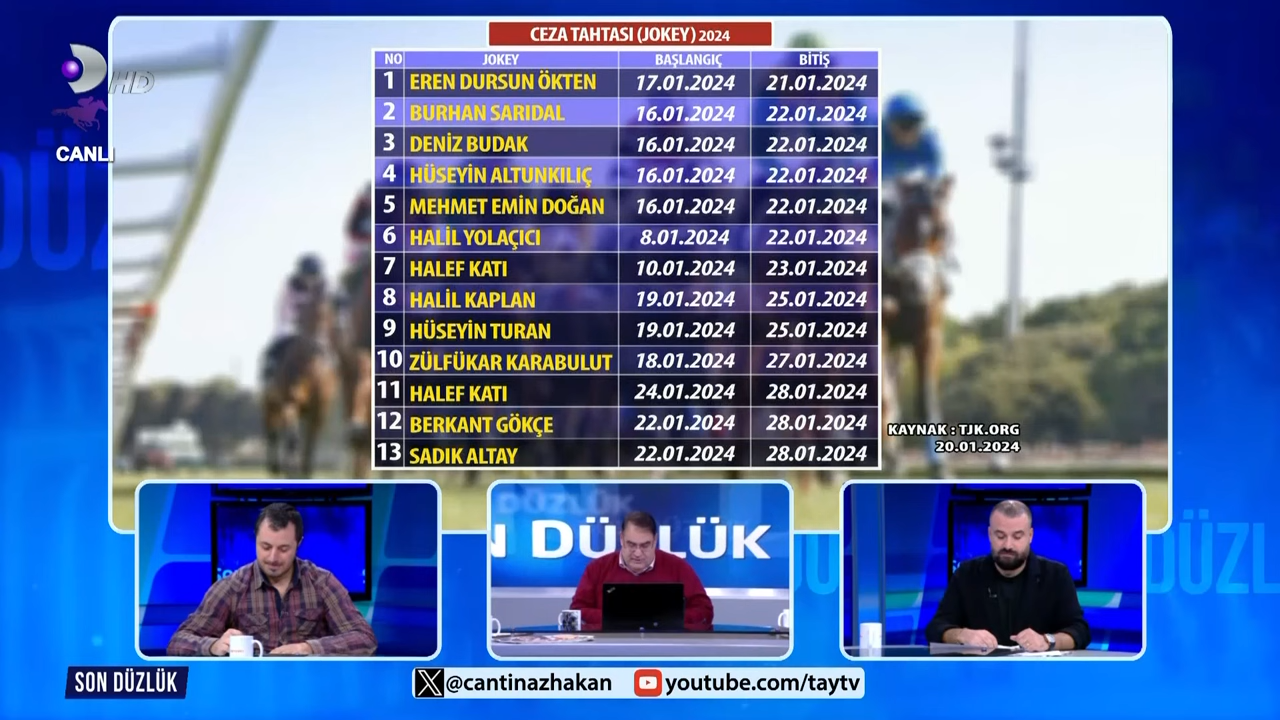 CEZA TAHTASI (JOKEY) 2024
NO JOKEY BAŞLANGIÇ BİTİŞ
1 EREN DURSUN ÖKTEN 17.01.2024 21.01.2024
2 BURHAN SARIDAL 16.01.2024 22.01.2024
3 DENİZ BUDAK 16.01.2024 22.01.2024
4 HÜSEYİN ALTUNKILIÇ 16.01.2024 22.01.2024
5 MEHMET EMİN DOĞAN 16.01.2024 22.01.2024
6 HALİL YOLAÇICI 8.01.2024 22.01.2024
7 HALEF KATI 10.01.2024 23.01.2024
8 HALİL KAPLAN 19.01.2024 25.01.2024
9 HÜSEYİN TURAN 19.01.2024 25.01.2024
10 ZÜLFÜKAR KARABULUT 18.01.2024 27.01.2024
11 HALEF KATI 24.01.2024 28.01.2024
12 BERKANT GÖKÇE 22.01.2024 28.01.2024
13 SADIK ALTAY 22.01.2024 28.01.2024
D HD
CANLI
KAYNAK : TJK.ORG
20.01.2024
DÜZLÜK
N DÜZLÜK
SON DÜZLÜK
X @cantinazhakan
youtube.com/taytv